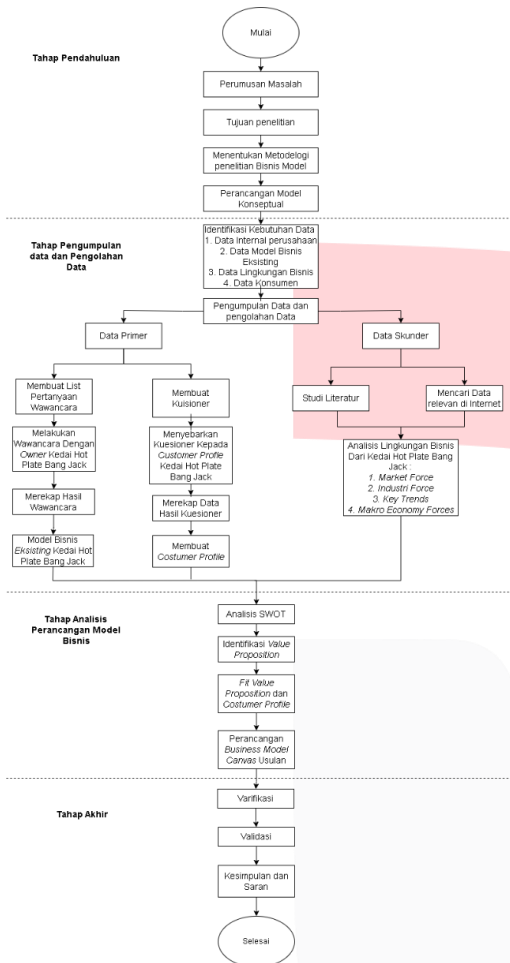 Mulai
Tahap Pendahuluan
Perumusan Masalah
Tujuan penelitian
Menentukan Metodelogi
penelitian Bisnis Model
Perancangan Model
Konseptual
Tahap Pengumpulan
data dan Pengolahan
Data
Identifikasi Kebutuhan Data
1. Data Internal perusahaan
2. Data Model Bisnis
Eksisting
3. Data Lingkungan Bisnis
4. Data Konsumen
Pengumpulan Data dan
pengolahan Data
Data Primer
Data Skunder
Membuat List
Pertanyaan
Wawancara
Membuat
Kuisioner
Studi Literatur
Mencari Data
relevan di Internet
Melakukan
Wawancara Dengan
Owner Kedai Hot
Plate Bang Jack
Menyebarkan
Kuesioner Kepada
Customer Profie
Kedai Hot Plate
Bang Jack
Analisis Lingkungan Bisnis
Dari Kedai Hot Plate Bang
Jack :
1. Market Force
2. Industri Force
3. Key Trends
4. Makro Economy Forces
Merekap Hasil
Wawancara
Merekap Data
Hasil Kuesioner
Model Bisnis
Eksisting Kedai Hot
Plate Bang Jack
Membuat
Costumer Profile
Tahap Analisis
Perancangan Model
Bisnis
Analisis SWOT
Identifikasi Value
Proposition
Fit Value
Proposition dan
Costumer Profile
Perancangan
Business Model
Canvas Usulan
Tahap Akhir
Varifikasi
Validasi
Kesimpulan dan
Saran
Selesai